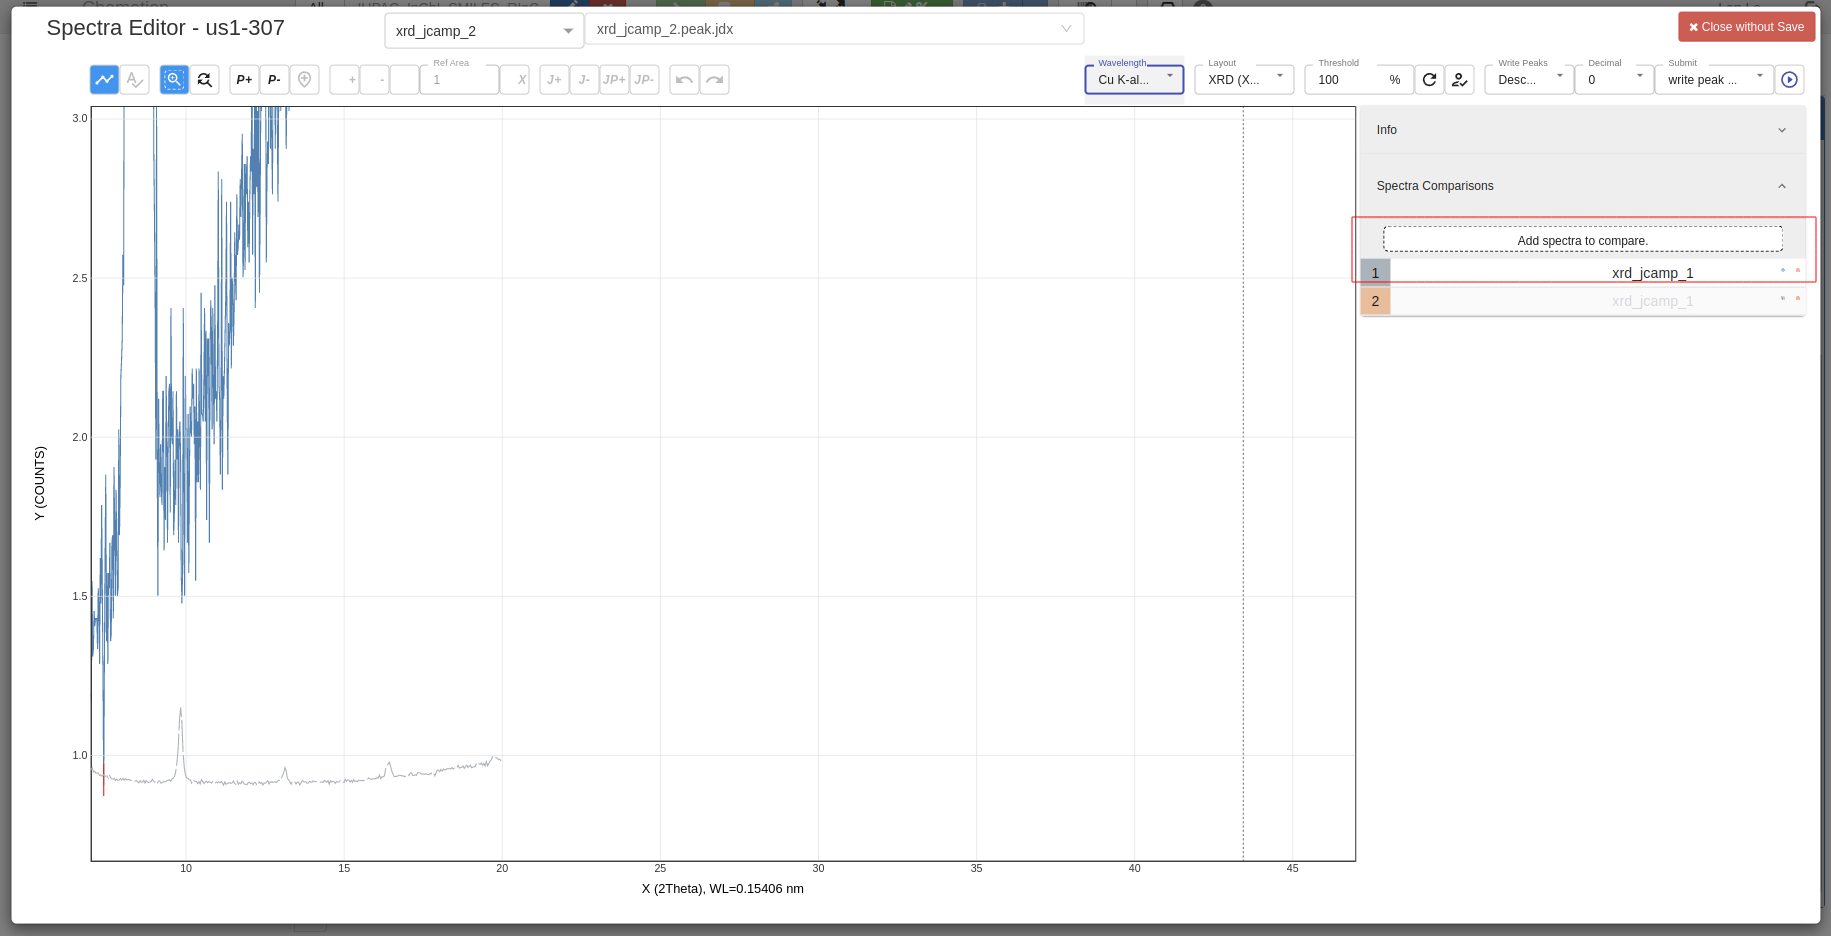 Spectra Editor - us1-307
xrd_jcamp_2
xrd_jcamp_2.peak.jdx
✖ Close without Save
P+
P-
+
-
Ref Area
1
X
J+
J-
JP+
JP-
Wavelength
Cu K-al...
Layout
XRD (X...
Threshold
100
%
Write Peaks
Desc...
Decimal
0
Submit
write peak ...
Info
Spectra Comparisons
Add spectra to compare.
1
xrd_jcamp_1
2
xrd_jcamp_1
3.0
2.5
2.0
1.5
1.0
Y (COUNTS)
10
15
20
25
30
35
40
45
X (2Theta), WL=0.15406 nm